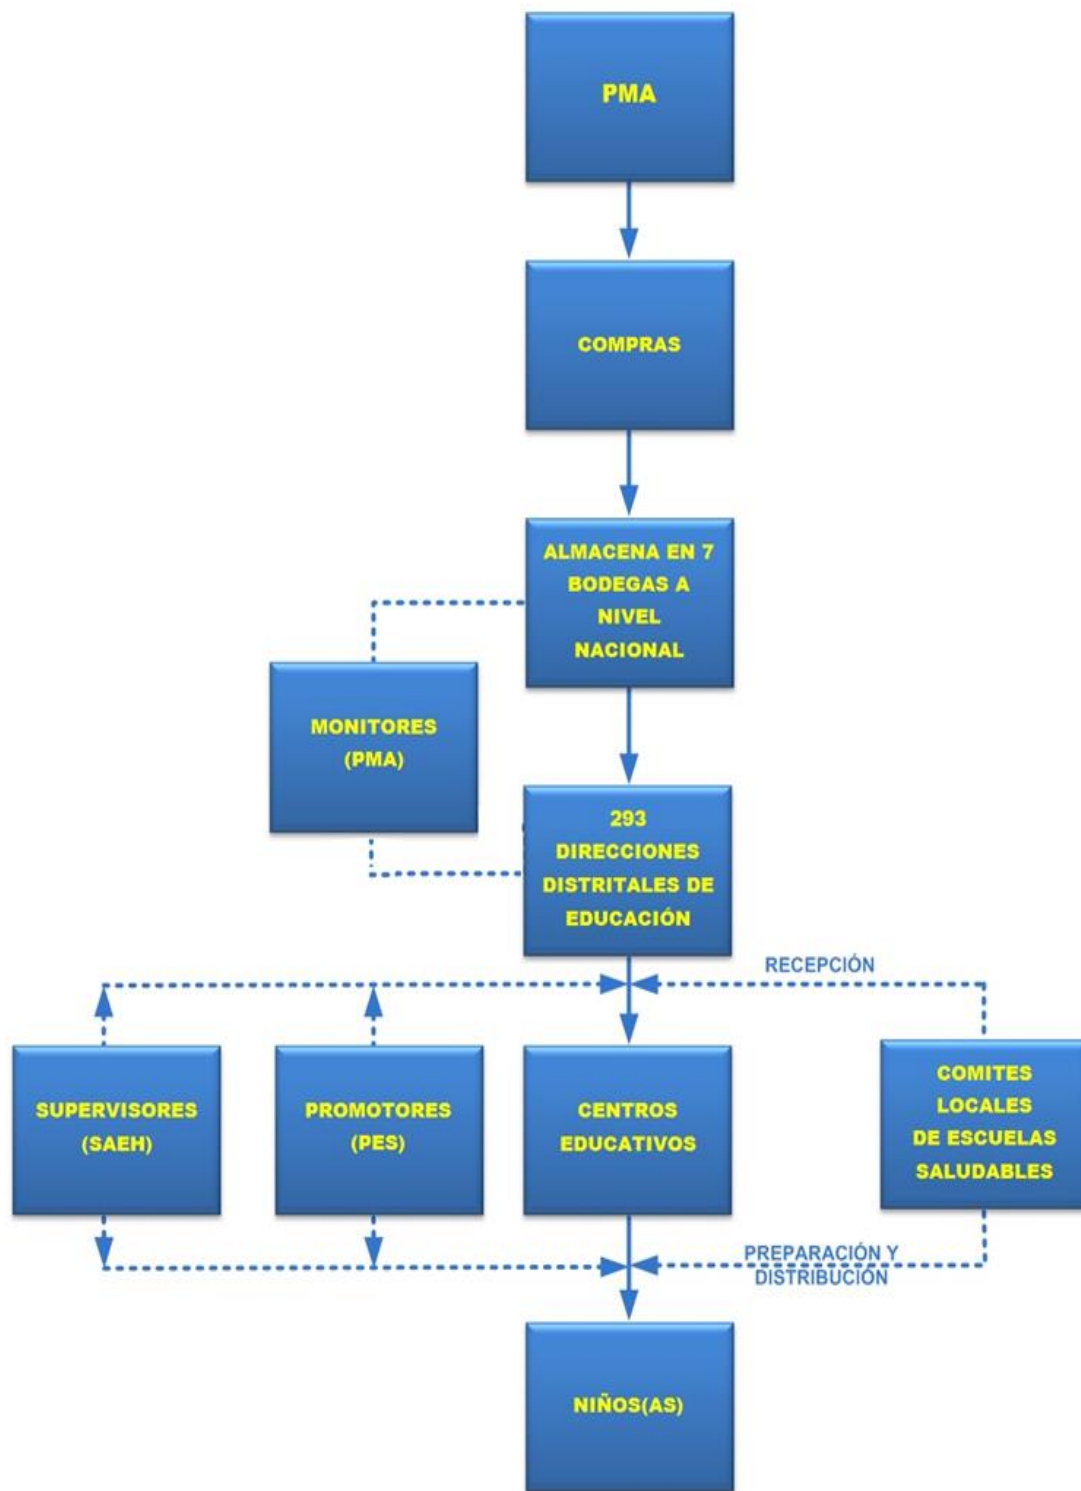 PMA
COMPRAS
ALMACENA EN 7
BODEGAS A
NIVEL
NACIONAL
MONITORES
(PMA)
293
DIRECCIONES
DISTRITALES DE
EDUCACIÓN
RECEPCIÓN
SUPERVISORES
(SAEH)
PROMOTORES
(PES)
CENTROS
EDUCATIVOS
COMITES
LOCALES
DE ESCUELAS
SALUDABLES
PREPARACIÓN Y
DISTRIBUCIÓN
NIÑOS(AS)